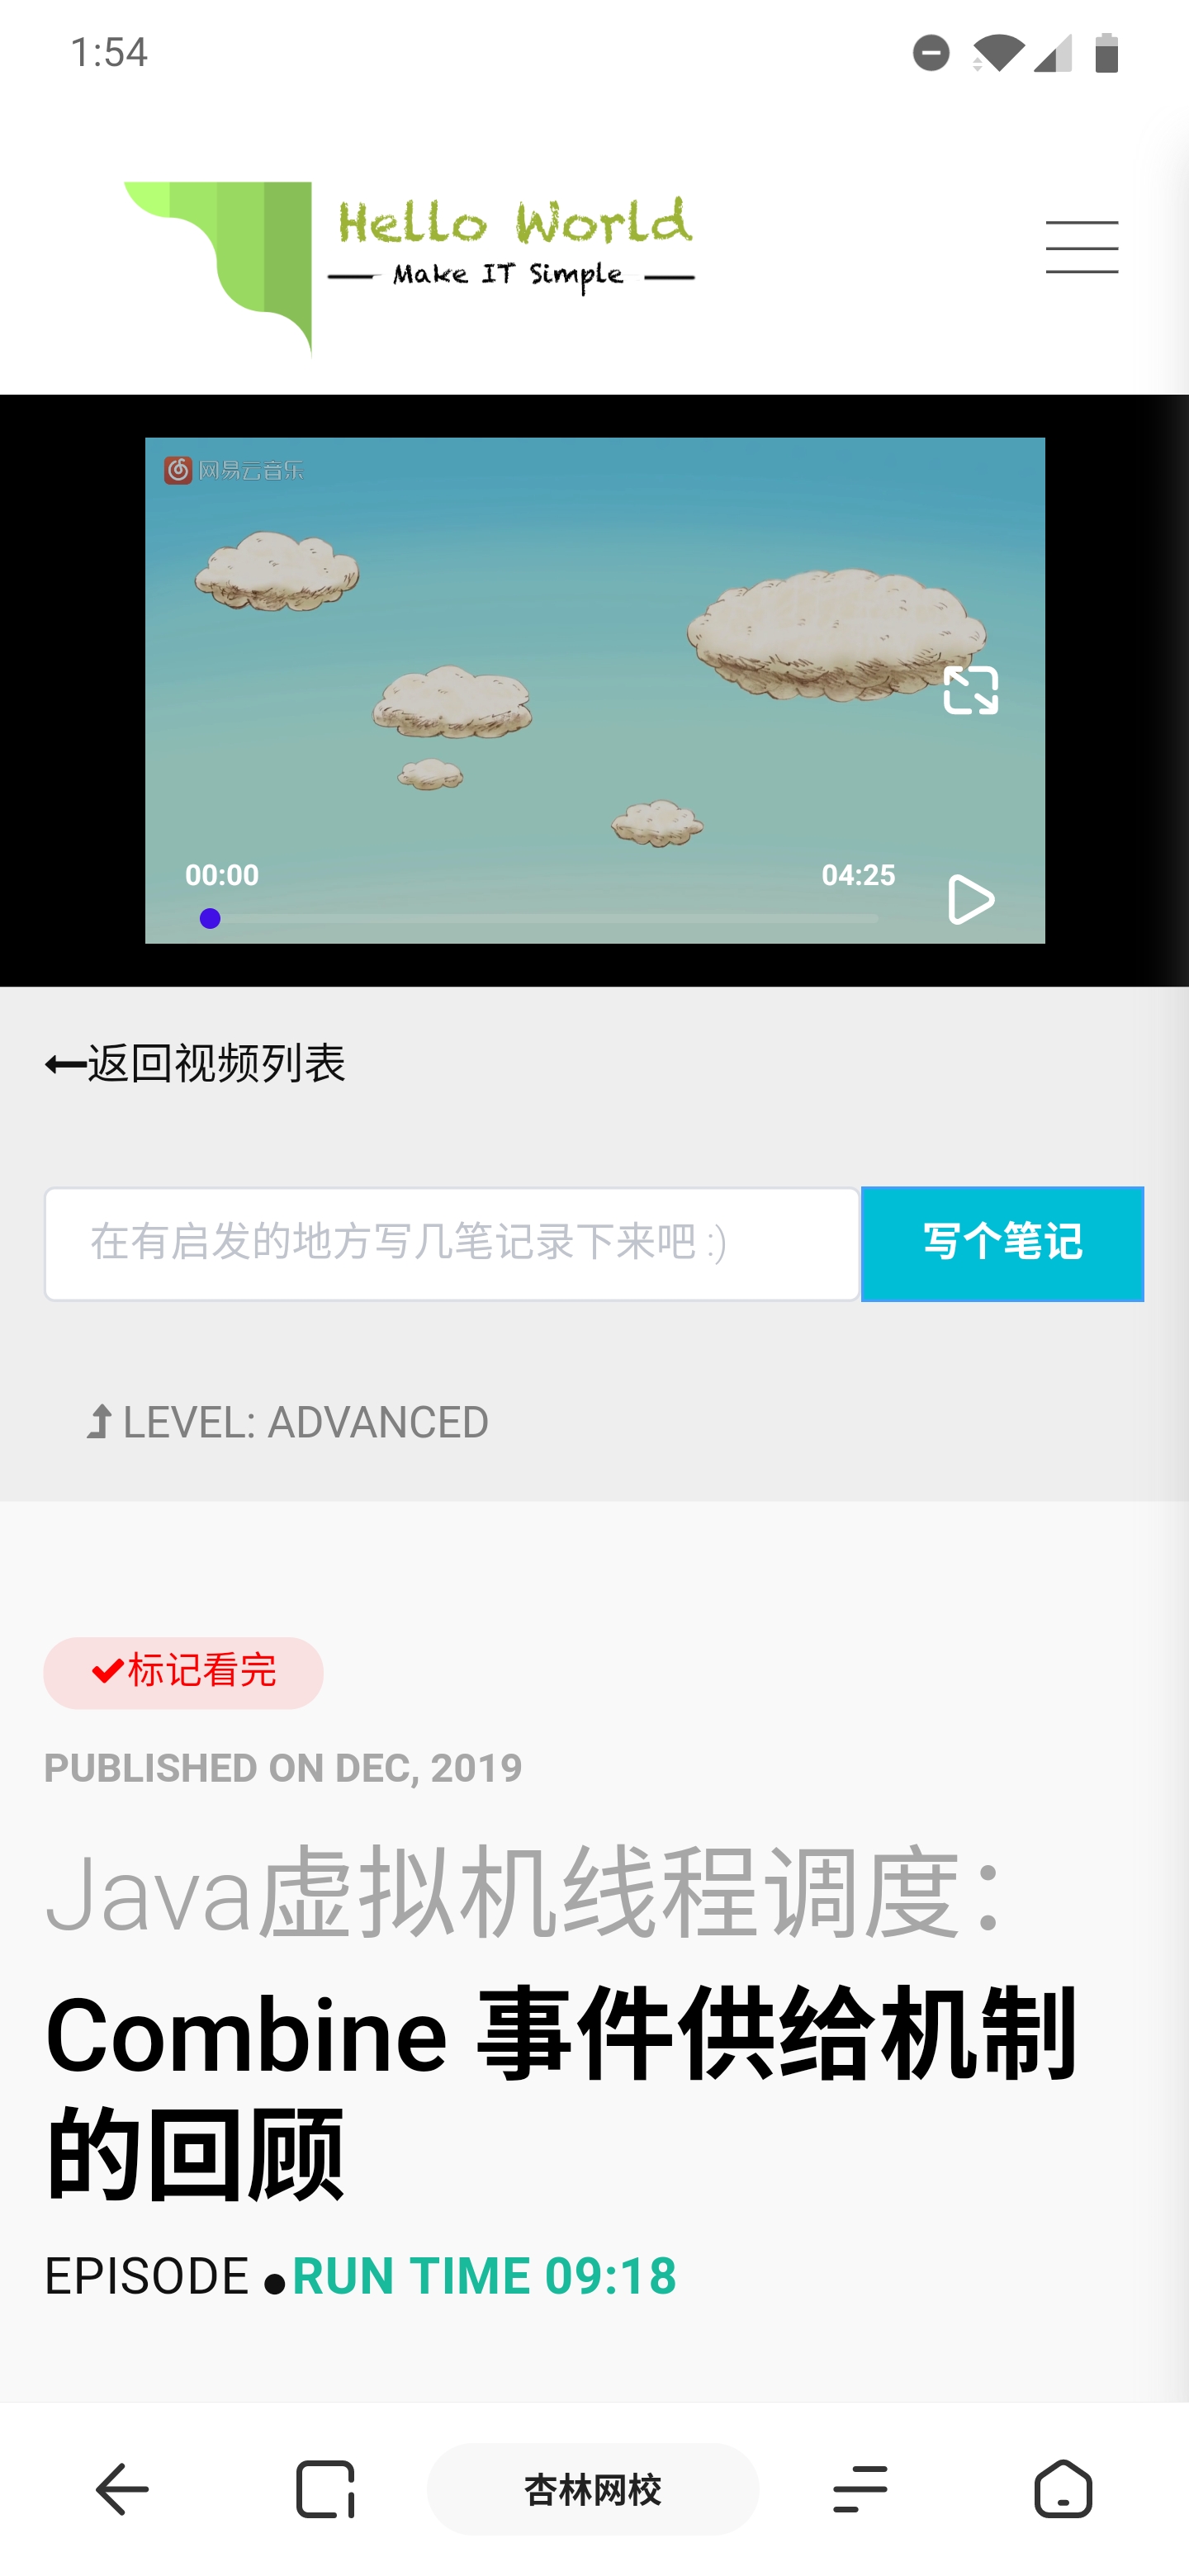 1:54
Hello World
Make IT Simple
网易云音乐
00:00
04:25
返回视频列表
在有启发的地方写几笔记录下来吧 :)
写个笔记
LEVEL: ADVANCED
标记看完
PUBLISHED ON DEC, 2019
Java虚拟机线程调度：
Combine 事件供给机制
的回顾
EPISODE ●RUN TIME 09:18
杏林网校